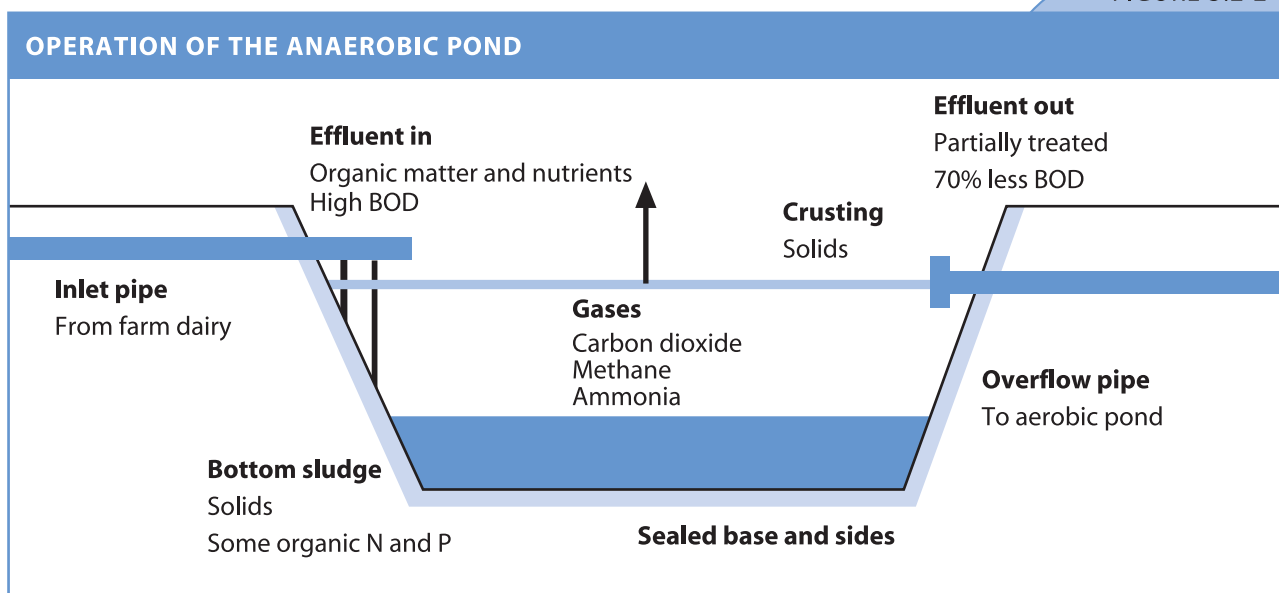 OPERATION OF THE ANAEROBIC POND
Effluent in
Organic matter and nutrients
High BOD
Effluent out
Partially treated
70% less BOD
Crusting
Solids
Inlet pipe
From farm dairy
Gases
Carbon dioxide
Methane
Ammonia
Overflow pipe
To aerobic pond
Bottom sludge
Solids
Some organic N and P
Sealed base and sides